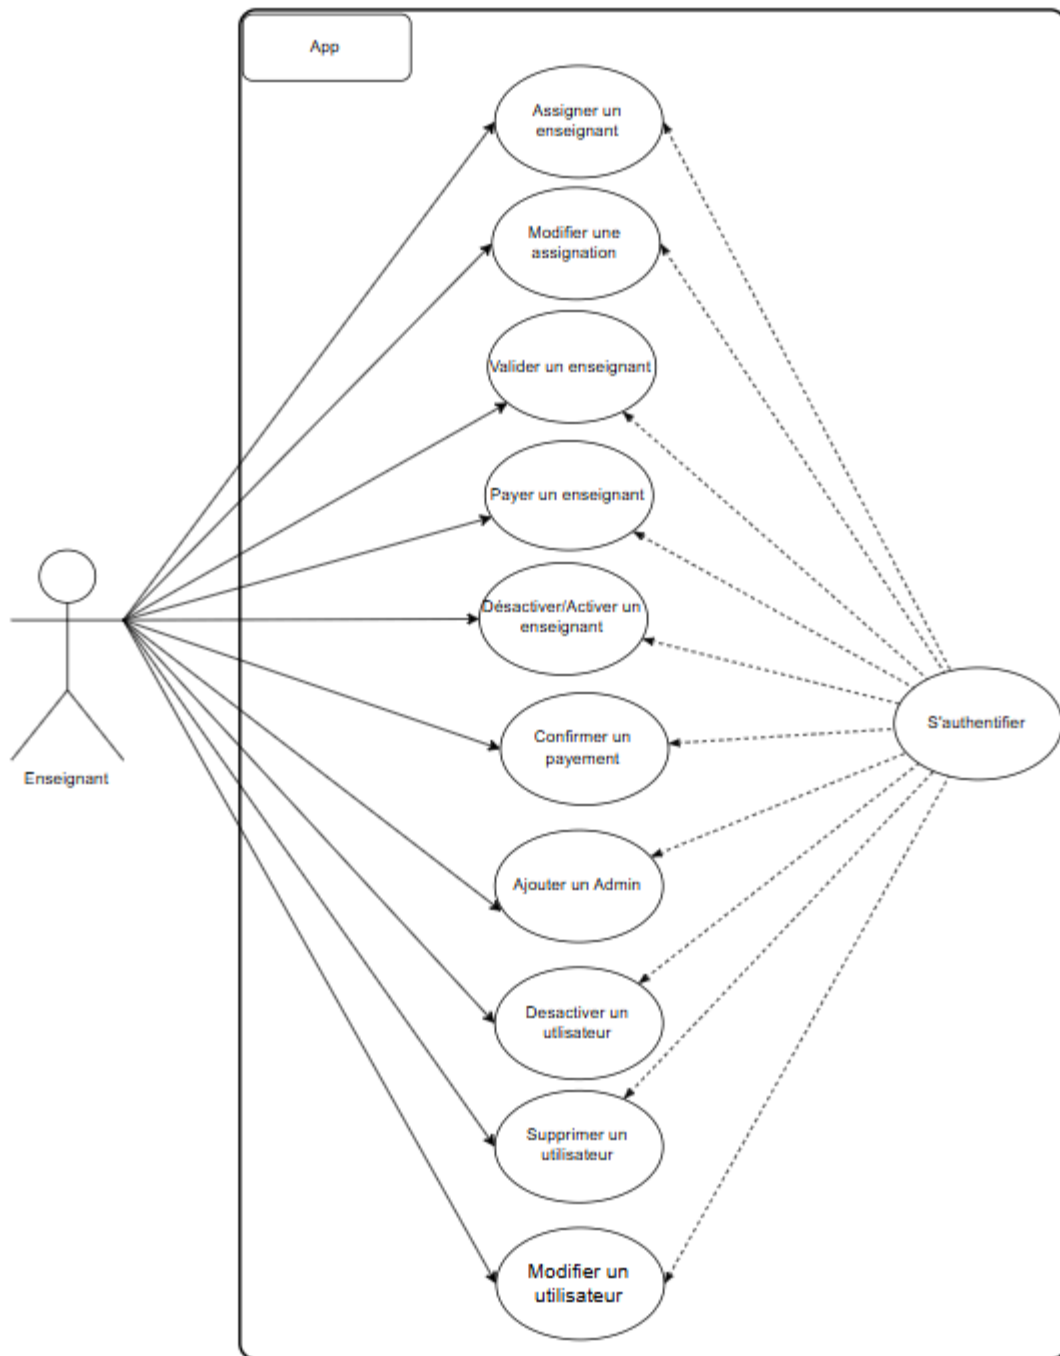 App
Assigner un
enseignant
Modifier une
assignation
Valider un enseignant
Payer un enseignant
Désactiver/Activer un
enseignant
Confirmer un
payement
Ajouter un Admin
Desactiver un
utlisateur
Supprimer un
utilisateur
Modifier un
utilisateur
S'authentifier
Enseignant